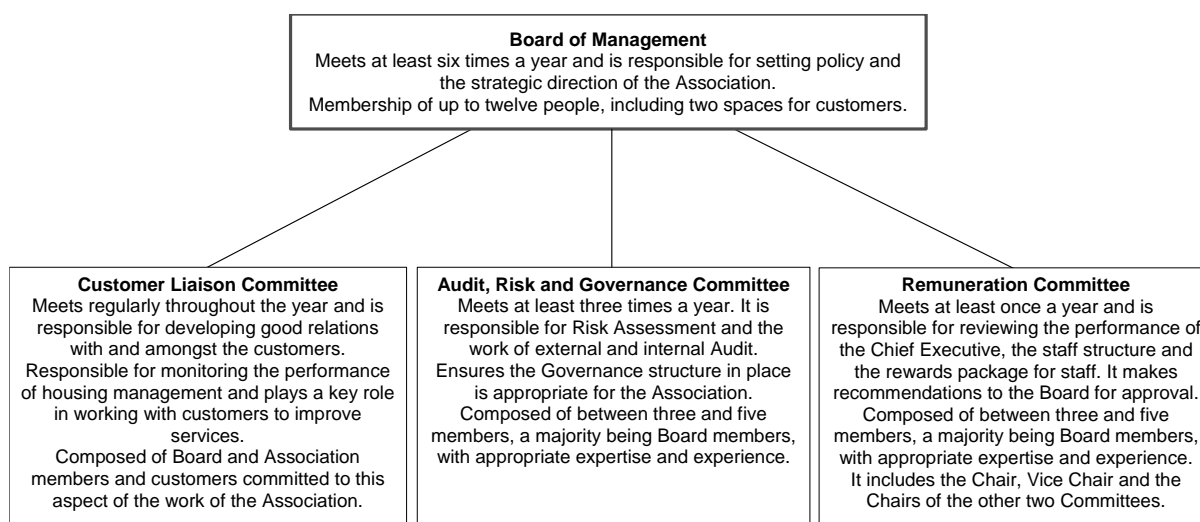 Board of Management
Meets at least six times a year and is responsible for setting policy and
the strategic direction of the Association.
Membership of up to twelve people, including two spaces for customers.
Customer Liaison Committee
Meets regularly throughout the year and is
responsible for developing good relations
with and amongst the customers.
Responsible for monitoring the performance
of housing management and plays a key role
in working with customers to improve
services.
Composed of Board and Association
members and customers committed to this
aspect of the work of the Association.
Audit, Risk and Governance Committee
Meets at least three times a year. It is
responsible for Risk Assessment and the
work of external and internal Audit.
Ensures the Governance structure in place
is appropriate for the Association.
Composed of between three and five
members, a majority being Board members,
with appropriate expertise and experience.
Remuneration Committee
Meets at least once a year and is
responsible for reviewing the performance of
the Chief Executive, the staff structure and
the rewards package for staff. It makes
recommendations to the Board for approval.
Composed of between three and five
members, a majority being Board members,
with appropriate expertise and experience.
It includes the Chair, Vice Chair and the
Chairs of the other two Committees.